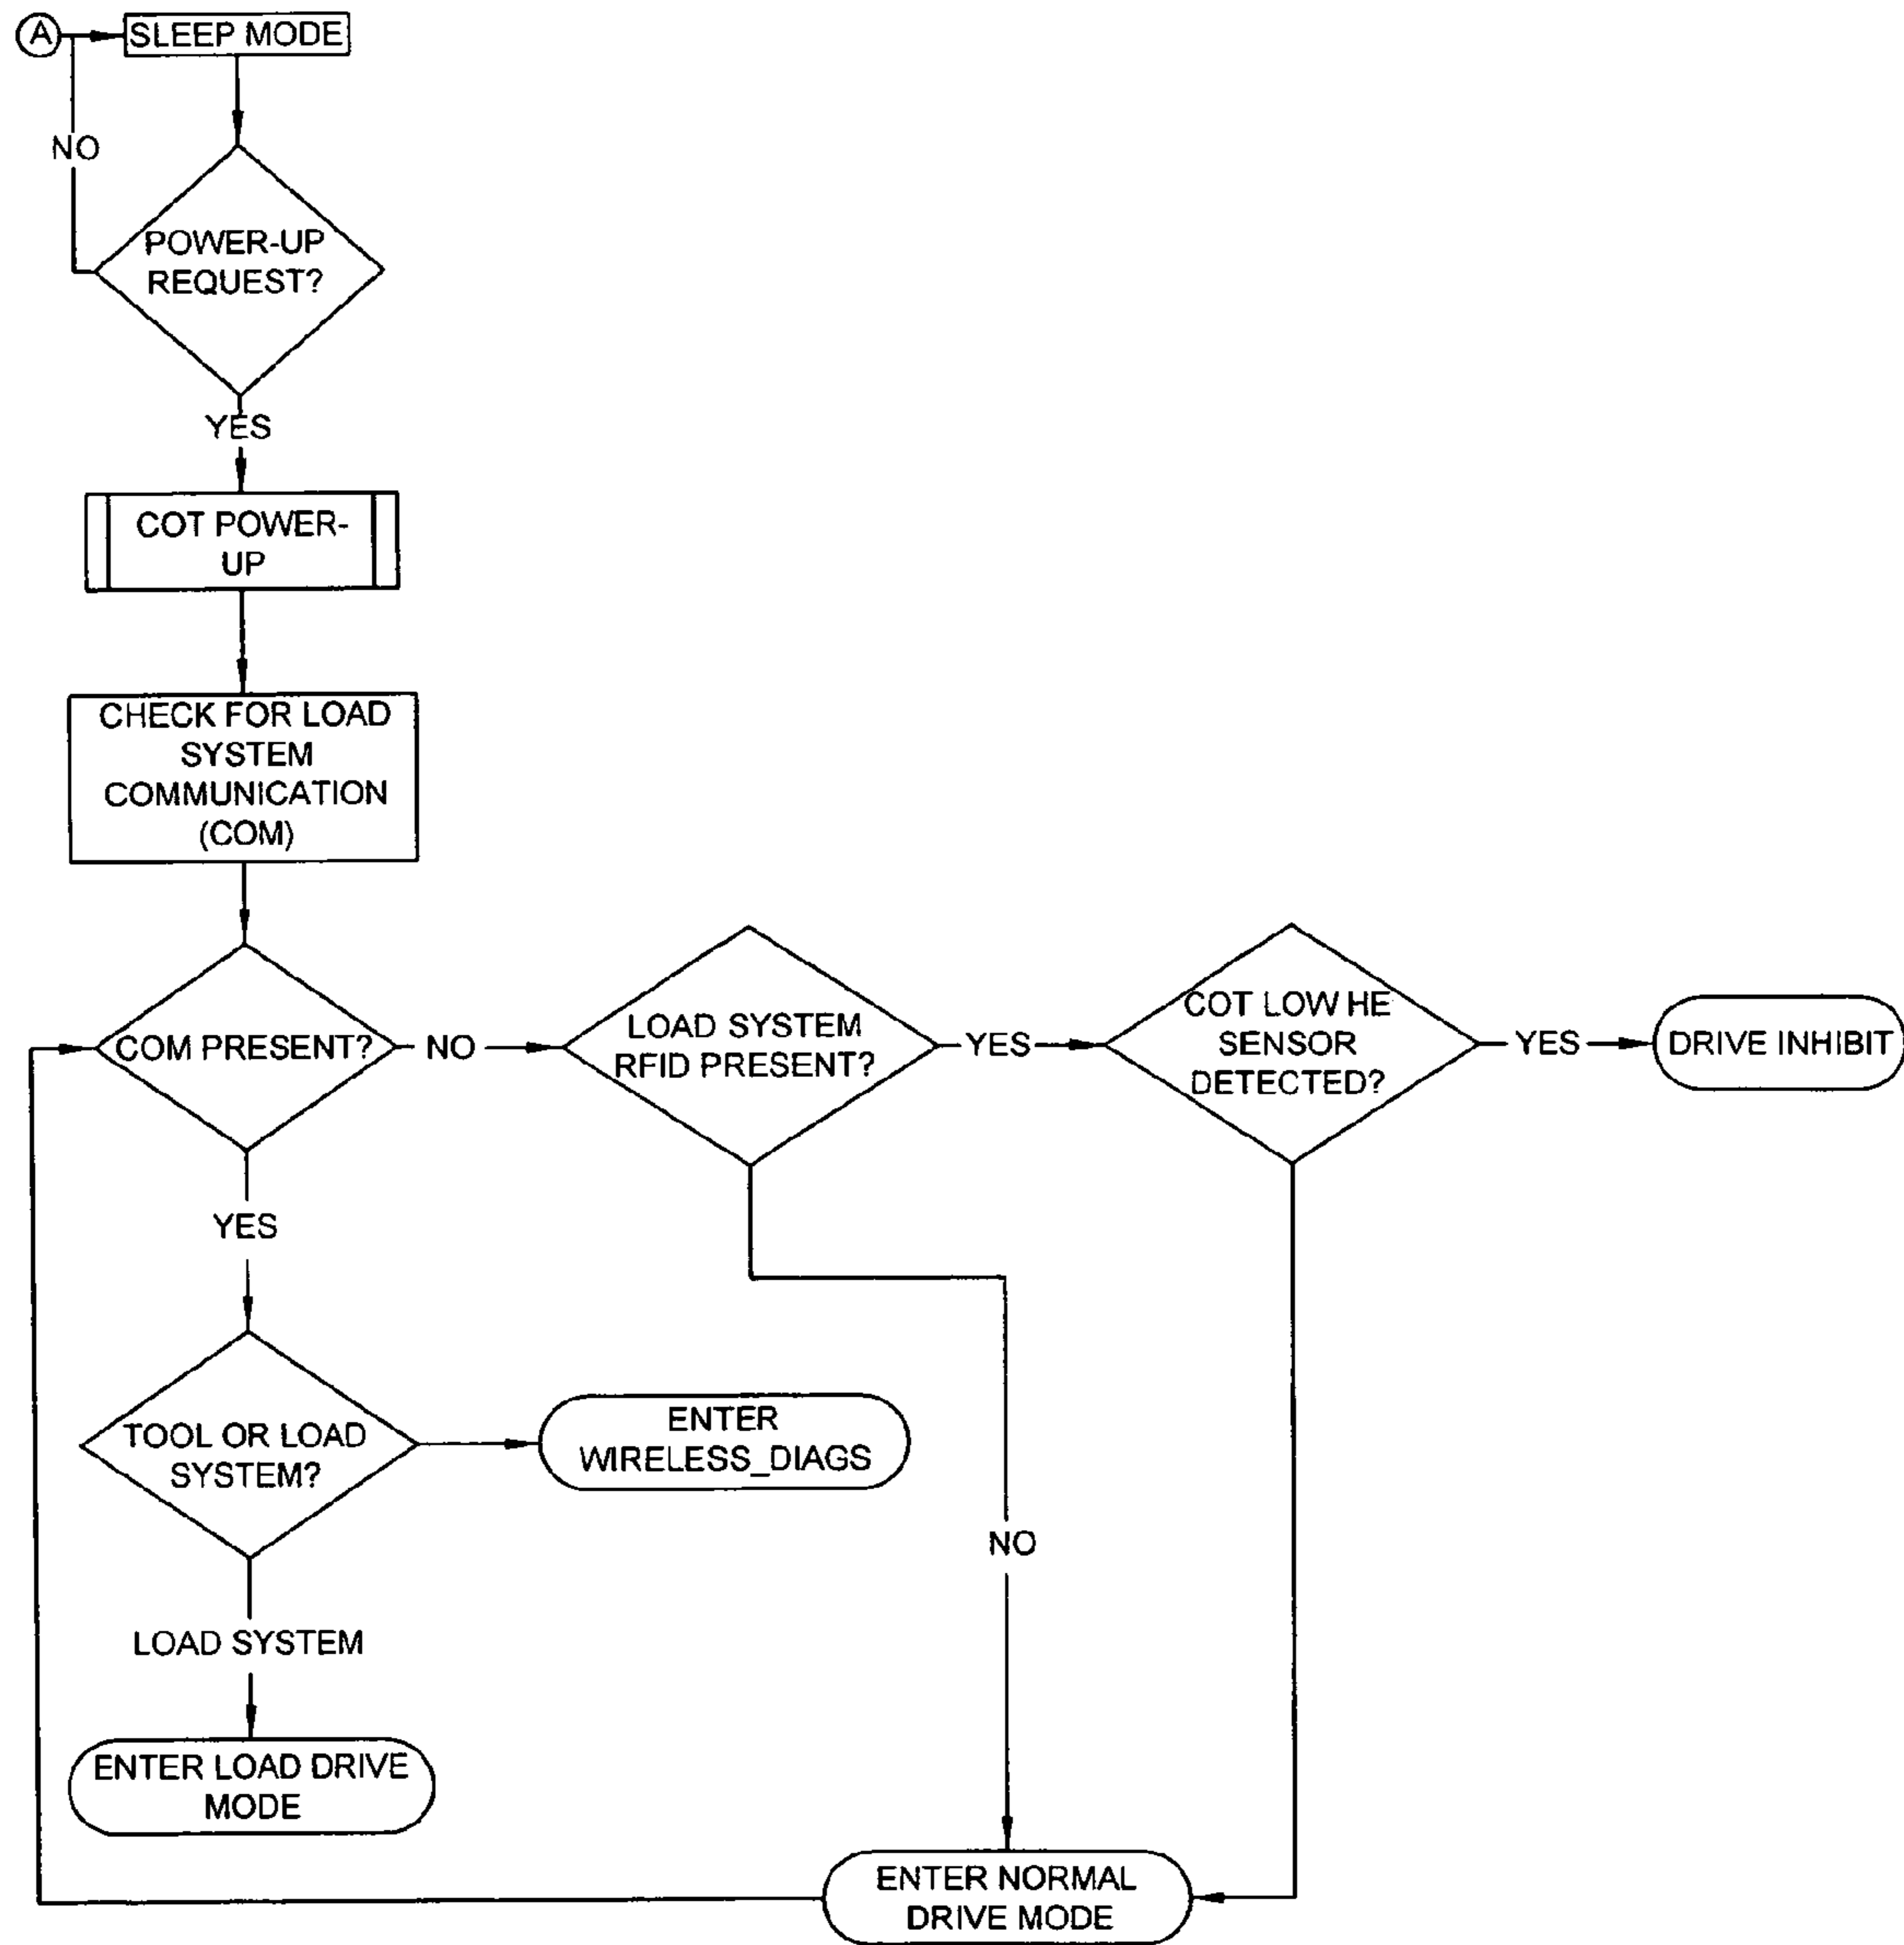 A
SLEEP MODE
NO
POWER-UP
REQUEST?
YES
COT POWER-
UP
CHECK FOR LOAD
SYSTEM
COMMUNICATION
(COM)
COM PRESENT?
NO
LOAD SYSTEM
RFID PRESENT?
YES
COT LOW HE
SENSOR
DETECTED?
YES
DRIVE INHIBIT
YES
TOOL OR LOAD
SYSTEM?
ENTER
WIRELESS_DIAGS
NO
LOAD SYSTEM
ENTER LOAD DRIVE
MODE
ENTER NORMAL
DRIVE MODE